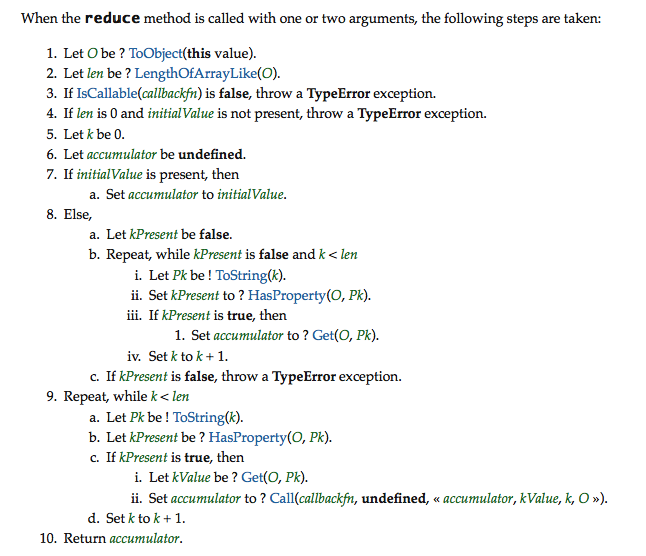 When the reduce method is called with one or two arguments, the following steps are taken:
1. Let O be ? ToObject(this value).
2. Let len be ? LengthOfArrayLike(O).
3. If IsCallable(callbackfn) is false, throw a TypeError exception.
4. If len is 0 and initialValue is not present, throw a TypeError exception.
5. Let k be 0.
6. Let accumulator be undefined.
7. If initialValue is present, then
a. Set accumulator to initialValue.
8. Else,
a. Let kPresent be false.
b. Repeat, while kPresent is false and k < len
i. Let Pk be ! ToString(k).
ii. Set kPresent to ? HasProperty(O, Pk).
iii. If kPresent is true, then
1. Set accumulator to ? Get(O, Pk).
iv. Set k to k + 1.
c. If kPresent is false, throw a TypeError exception.
9. Repeat, while k < len
a. Let Pk be ! ToString(k).
b. Let kPresent be ? HasProperty(O, Pk).
c. If kPresent is true, then
i. Let kValue be ? Get(O, Pk).
ii. Set accumulator to ? Call(callbackfn, undefined, « accumulator, kValue, k, O »).
d. Set k to k + 1.
10. Return accumulator.